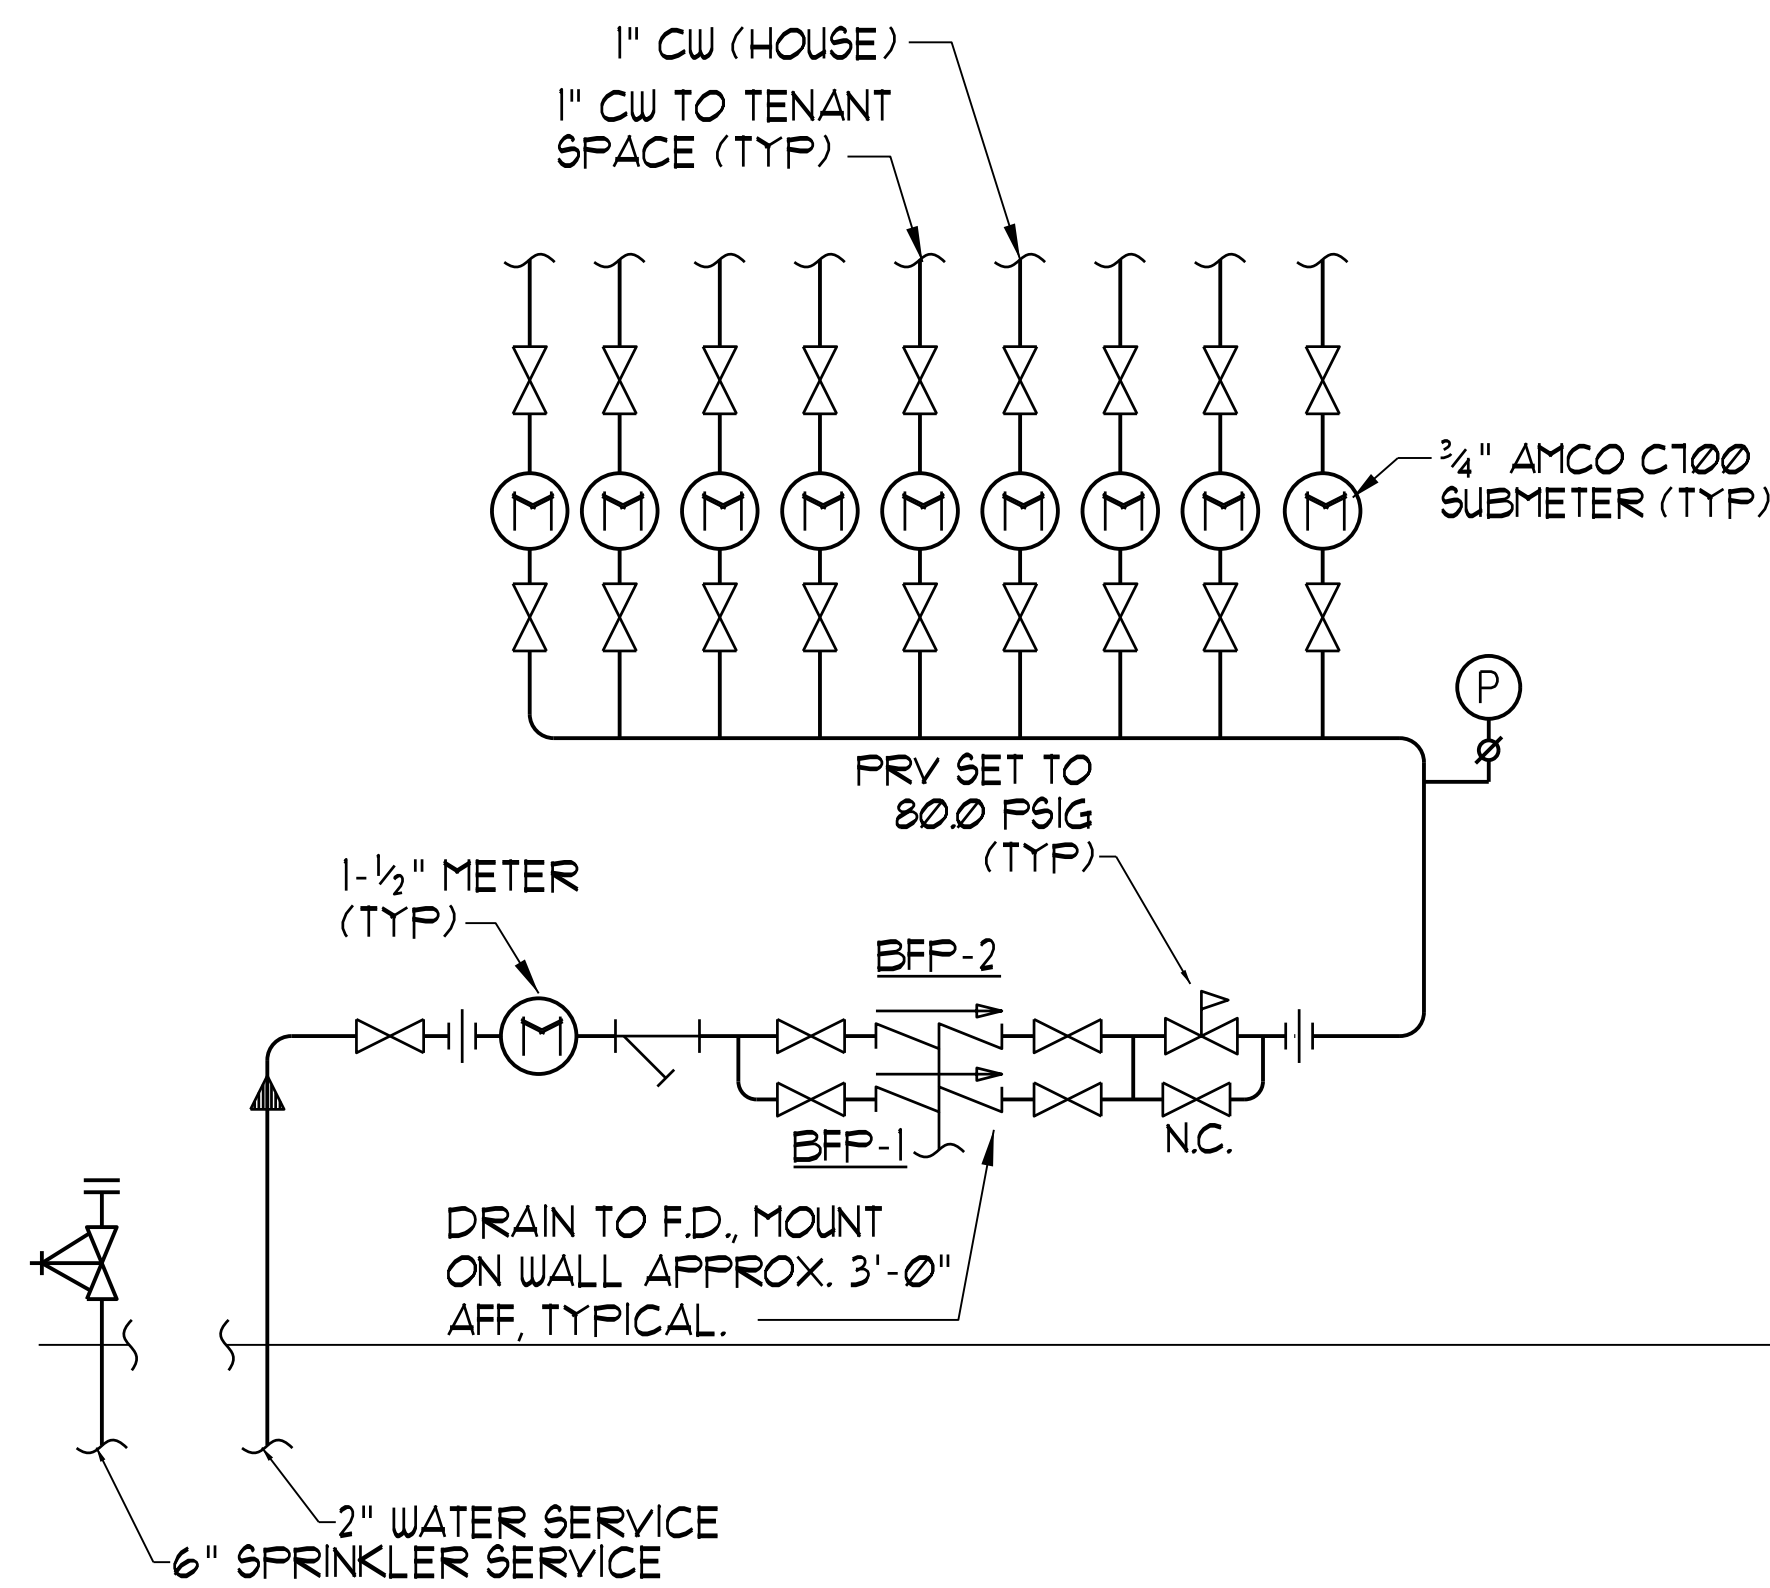 1" CW (HOUSE)
1" CW TO TENANT
SPACE (TYP)
M M M M M M M M M
3/4" AMCO C700
SUBMETER (TYP)
P
PRV SET TO
80.0 PSIG
(TYP)
1-1/2" METER
(TYP)
BFP-2
M
BFP-1
N.C.
DRAIN TO F.D., MOUNT
ON WALL APPROX. 3'-0"
AFF, TYPICAL.
2" WATER SERVICE
6" SPRINKLER SERVICE